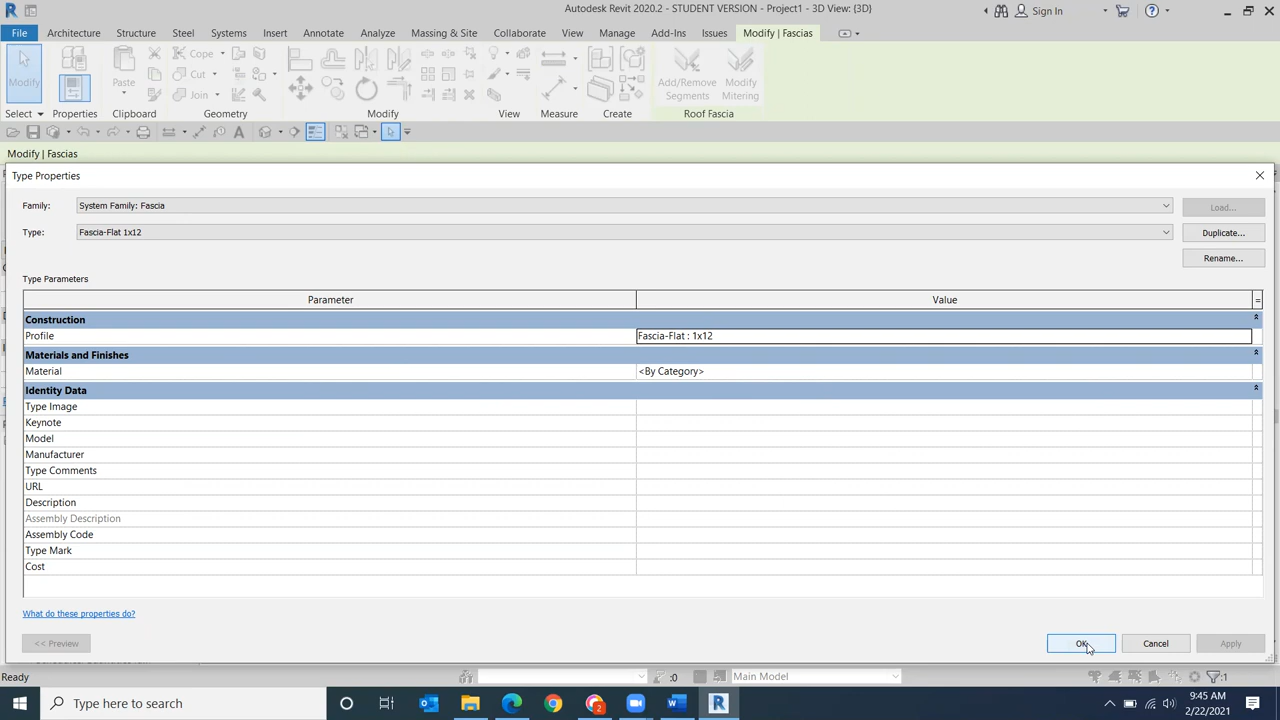 Autodesk Revit 2020.2 - STUDENT VERSION - Project1 - 3D View: {3D}
Sign In
File Architecture Structure Steel Systems Insert Annotate Analyze Massing & Site Collaborate View Manage Add-Ins Issues Modify | Fascias
Modify Paste Cope Cut Join Add/Remove Segments Modify Mitering
Select Properties Clipboard Geometry Modify View Measure Create Roof Fascia
Modify | Fascias
Type Properties
Family: System Family: Fascia Load...
Type: Fascia-Flat 1x12 Duplicate...
Rename...
Type Parameters
Parameter Value =
Construction
Profile Fascia-Flat : 1x12
Materials and Finishes
Material <By Category>
Identity Data
Type Image
Keynote
Model
Manufacturer
Type Comments
URL
Description
Assembly Description
Assembly Code
Type Mark
Cost
What do these properties do?
<< Preview OK Cancel Apply
Ready :0 Main Model :1
Type here to search 2 9:45 AM
2/22/2021